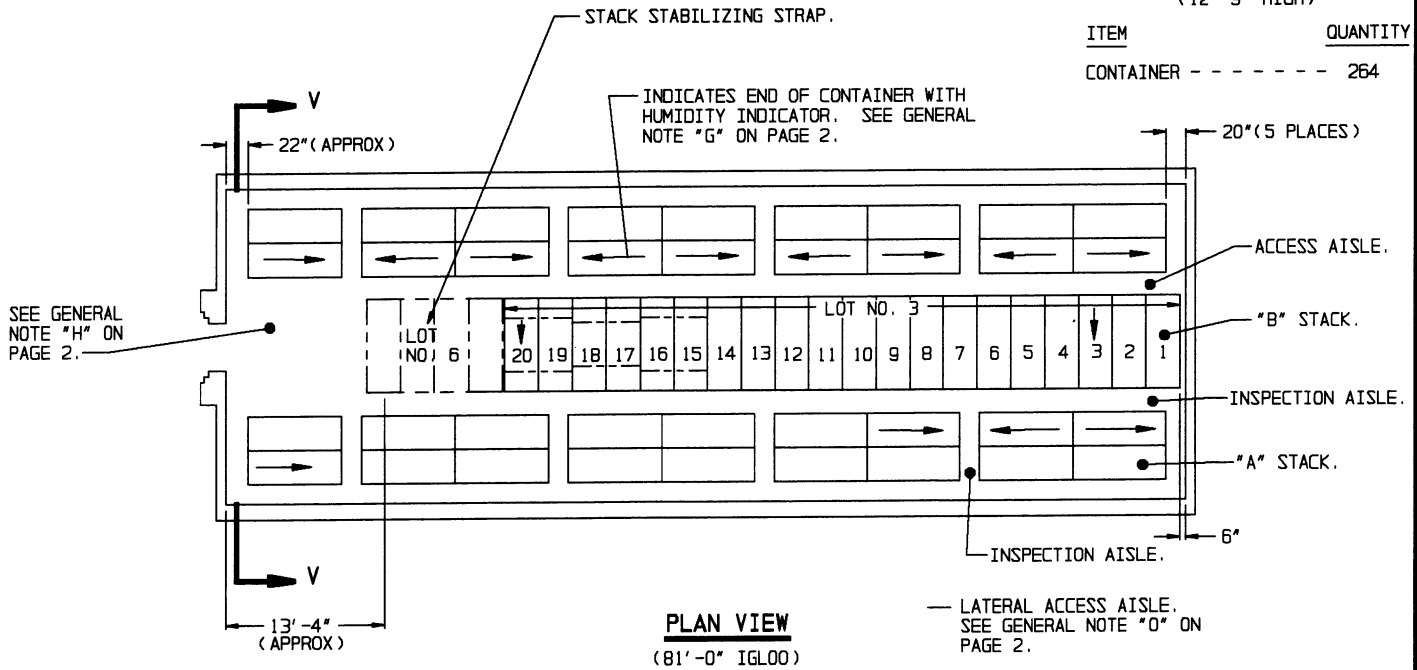 (12'-5" HIGH)
STACK STABILIZING STRAP.
ITEM QUANTITY
CONTAINER - - - - - - - 264
V
INDICATES END OF CONTAINER WITH
HUMIDITY INDICATOR. SEE GENERAL
NOTE "G" ON PAGE 2.
22"(APPROX)
20"(5 PLACES)
ACCESS AISLE.
SEE GENERAL
NOTE "H" ON
PAGE 2.
LOT NO. 3
"B" STACK.
LOT
NO. 6
20 19 18 17 16 15 14 13 12 11 10 9 8 7 6 5 4 3 2 1
INSPECTION AISLE.
"A" STACK.
6"
INSPECTION AISLE.
V
13'-4"
(APPROX)
PLAN VIEW
(81'-0" IGLOO)
LATERAL ACCESS AISLE.
SEE GENERAL NOTE "O" ON
PAGE 2.